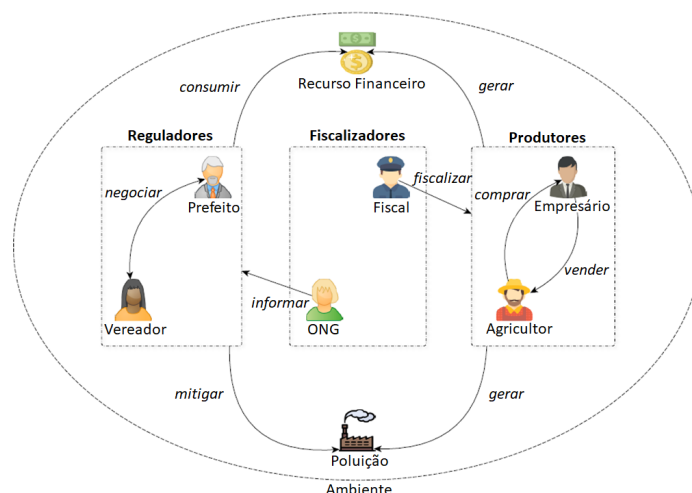 Recurso Financeiro
consumir
gerar
Reguladores
Fiscalizadores
Produtores
negociar
Prefeito
Fiscal
fiscalizar
comprar
Empresário
vender
Vereador
informar
ONG
Agricultor
mitigar
gerar
Poluição
Ambiente